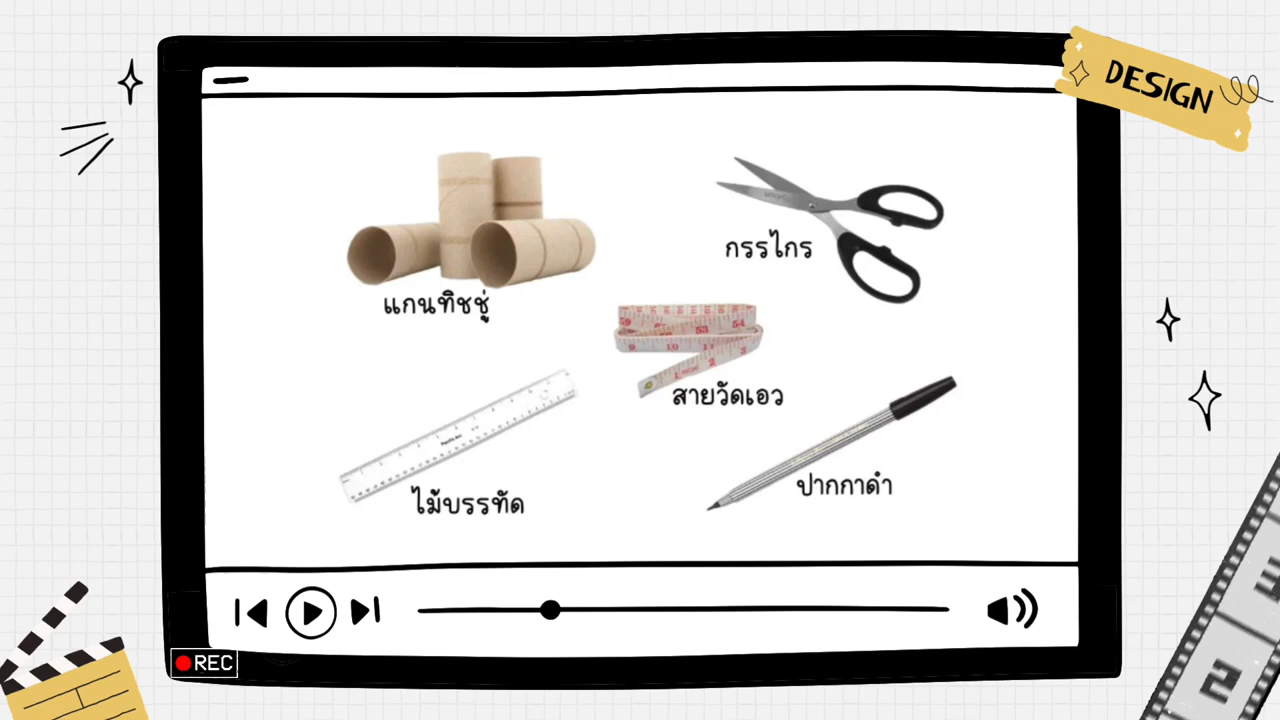 DESIGN
กรรไกร
แกนทิชชู่
สายวัดเอว
ปากกาดำ
ไม้บรรทัด
REC
2